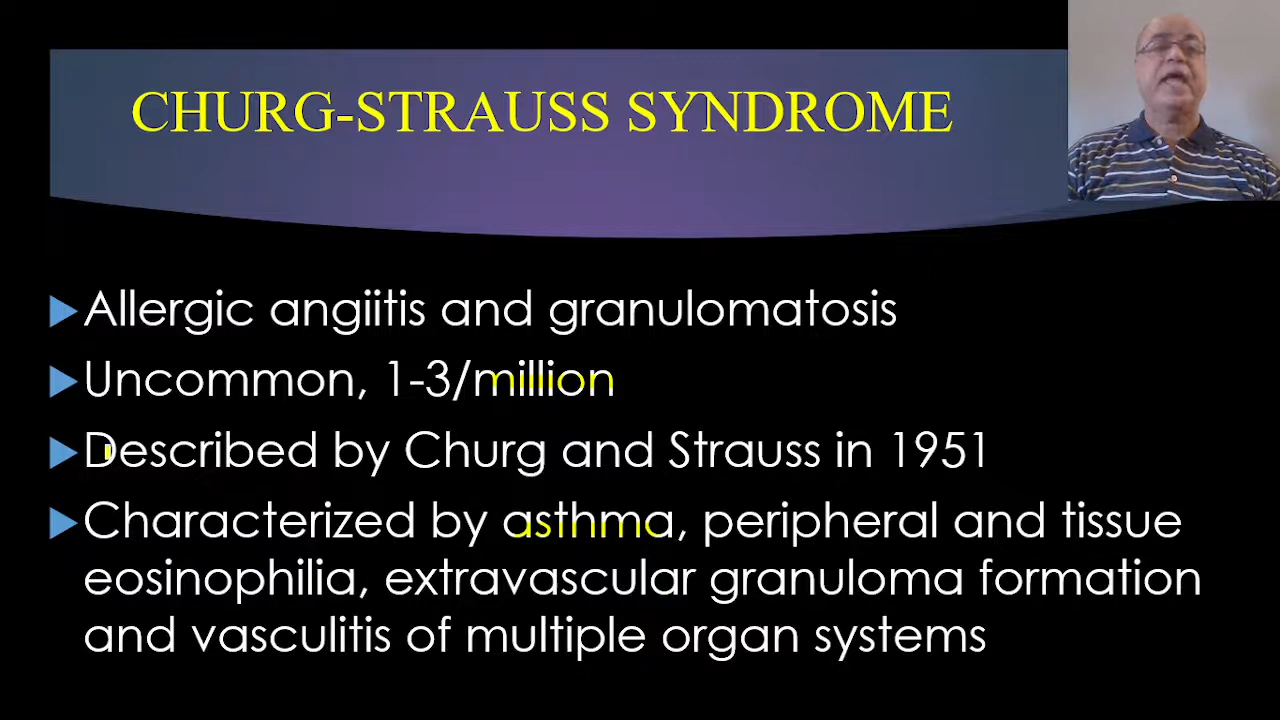 CHURG-STRAUSS SYNDROME
Allergic angiitis and granulomatosis
Uncommon, 1-3/million
Described by Churg and Strauss in 1951
Characterized by asthma, peripheral and tissue
eosinophilia, extravascular granuloma formation
and vasculitis of multiple organ systems